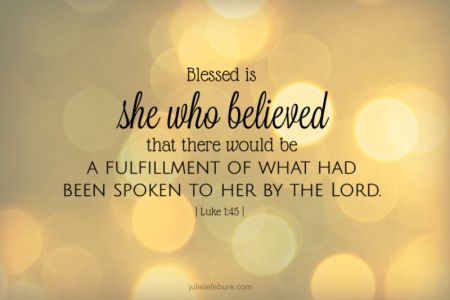 Blessed is
she who believed
that there would be
A FULFILLMENT OF WHAT HAD
BEEN SPOKEN TO HER BY THE LORD.
| Luke 1:45 |
julielefebure.com